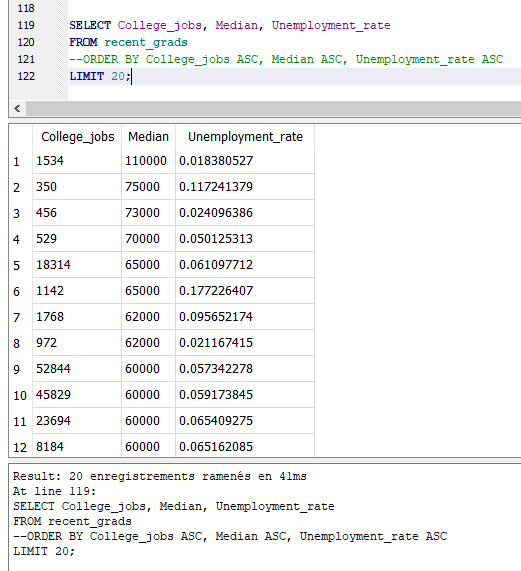 118
119 SELECT College_jobs, Median, Unemployment_rate
120 FROM recent_grads
121 --ORDER BY College_jobs ASC, Median ASC, Unemployment_rate ASC
122 LIMIT 20;
College_jobs Median Unemployment_rate
1 1534 110000 0.018380527
2 350 75000 0.117241379
3 456 73000 0.024096386
4 529 70000 0.050125313
5 18314 65000 0.061097712
6 1142 65000 0.177226407
7 1768 62000 0.095652174
8 972 62000 0.021167415
9 52844 60000 0.057342278
10 45829 60000 0.059173845
11 23694 60000 0.065409275
12 8184 60000 0.065162085
Result: 20 enregistrements ramenés en 41ms
At line 119:
SELECT College_jobs, Median, Unemployment_rate
FROM recent_grads
--ORDER BY College_jobs ASC, Median ASC, Unemployment_rate ASC
LIMIT 20;